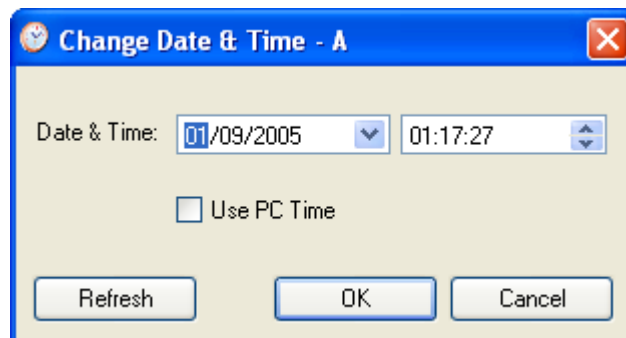 Change Date & Time - A
Date & Time: 01/09/2005 01:17:27
Use PC Time
Refresh OK Cancel